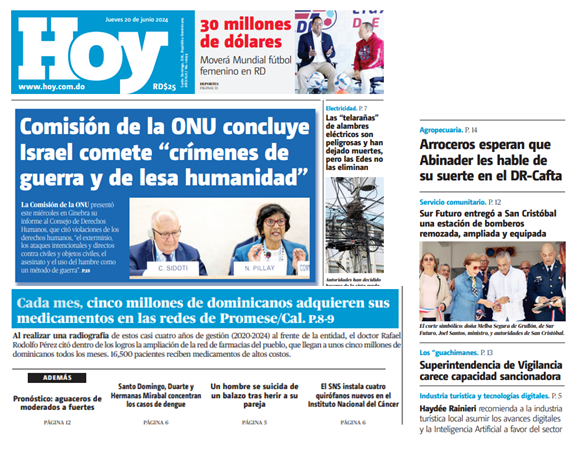 Jueves 20 de junio 2024
Hoy
www.hoy.com.do
RD$25
30 millones
de dólares
Moverá Mundial fútbol
femenino en RD
DEPORTES
PÁGINA 11
Comisión de la ONU concluye
Israel comete “crímenes de
guerra y de lesa humanidad”
La Comisión de la ONU presentó
este miércoles en Ginebra su
informe al Consejo de Derechos
Humanos, que citó violaciones de los
derechos humanos, “el exterminio,
los ataques intencionales y directos
contra civiles y objetos civiles, el
asesinato y el uso del hambre como
un método de guerra”.
C. SIDOTI
N. PILLAY
Electricidad. P. 7
Las “telarañas”
de alambres
eléctricos son
peligrosas y han
dejado muertes,
pero las Edes no
las eliminan
Autoridades han decidido
Cada mes, cinco millones de dominicanos adquieren sus
medicamentos en las redes de Promese/Cal. P.8-9
Al realizar una radiografía de estos casi cuatro años de gestión (2020-2024) al frente de la entidad, el doctor Rafael
Rodolfo Pérez citó dentro de los logros la ampliación de la red de farmacias del pueblo, que llegan a unos cinco millones de
dominicanos todos los meses. 16,500 pacientes reciben medicamentos de altos costos.
ADEMÁS
Pronóstico: aguaceros de
moderados a fuertes
PÁGINA 12
Santo Domingo, Duarte y
Hermanas Mirabal concentran
los casos de dengue
PÁGINA 6
Un hombre se suicida de
un balazo tras herir a su
pareja
PÁGINA 5
El SNS instala cuatro
quirófanos nuevos en el
Instituto Nacional del Cáncer
PÁGINA 6
Agropecuaria. P. 14
Arroceros esperan que
Abinader les hable de
su suerte en el DR-Cafta
Servicio comunitario. P. 12
Sur Futuro entregó a San Cristóbal
una estación de bomberos
remozada, ampliada y equipada
El corte simbólico: doña Melba Segura de Grullón, de Sur
Futuro, Joel Santos, ministro, y autoridades de San Cristóbal.
Los “guachimanes. P. 13
Superintendencia de Vigilancia
carece capacidad sancionadora
Industria turística y tecnologías digitales. P. 5
Haydée Rainieri recomienda a la industria
turística local asumir los avances digitales
y la Inteligencia Artificial a favor del sector